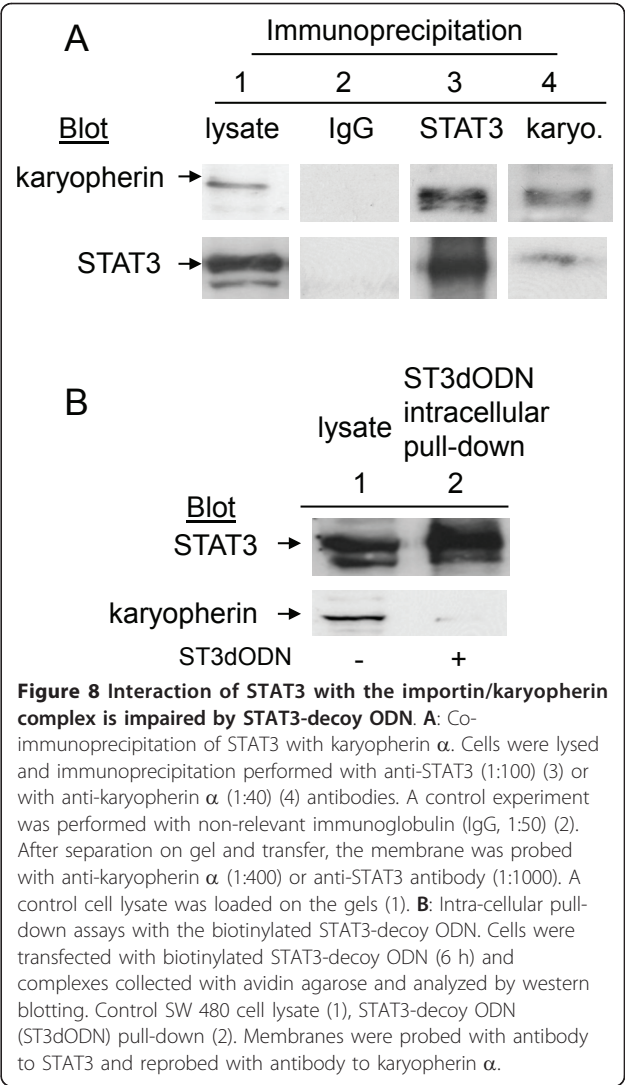 A
Immunoprecipitation
1 2 3 4
Blot lysate IgG STAT3 karyo.
karyopherin
STAT3
B
lysate ST3dODN intracellular pull-down
1 2
Blot
STAT3
karyopherin
ST3dODN - +
Figure 8 Interaction of STAT3 with the importin/karyopherin
complex is impaired by STAT3-decoy ODN. A: Co-
immunoprecipitation of STAT3 with karyopherin α. Cells were lysed
and immunoprecipitation performed with anti-STAT3 (1:100) (3) or
with anti-karyopherin α (1:40) (4) antibodies. A control experiment
was performed with non-relevant immunoglobulin (IgG, 1:50) (2).
After separation on gel and transfer, the membrane was probed
with anti-karyopherin α (1:400) or anti-STAT3 antibody (1:1000). A
control cell lysate was loaded on the gels (1). B: Intra-cellular pull-
down assays with the biotinylated STAT3-decoy ODN. Cells were
transfected with biotinylated STAT3-decoy ODN (6 h) and
complexes collected with avidin agarose and analyzed by western
blotting. Control SW 480 cell lysate (1), STAT3-decoy ODN
(ST3dODN) pull-down (2). Membranes were probed with antibody
to STAT3 and reprobed with antibody to karyopherin α.